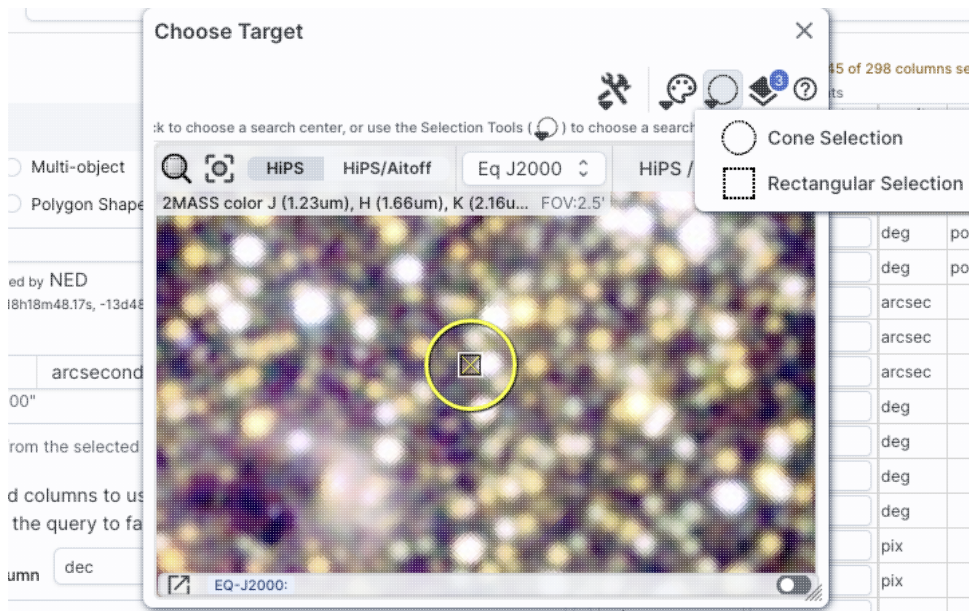 Choose Target
45 of 298 columns se
3
ts
:k to choose a search center, or use the Selection Tools ( ) to choose a search
Cone Selection
Rectangular Selection
HiPS
HiPS/Aitoff
Eq J2000
HiPS /
2MASS color J (1.23um), H (1.66um), K (2.16u... FOV:2.5'
Multi-object
Polygon Shape
ed by NED
18h18m48.17s, -13d48
arcsecond
00"
rom the selected
d columns to us
the query to fa
umn
dec
deg
po
deg
po
arcsec
arcsec
arcsec
deg
deg
deg
deg
pix
pix
EQ-J2000: